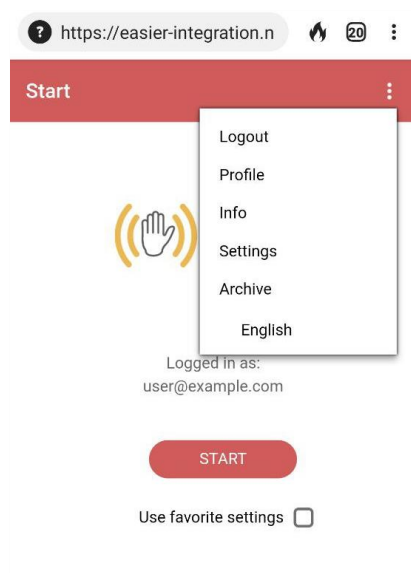 https://easier-integration.n
20
Start
Logout
Profile
Info
Settings
Archive
English
Logged in as:
user@example.com
START
Use favorite settings